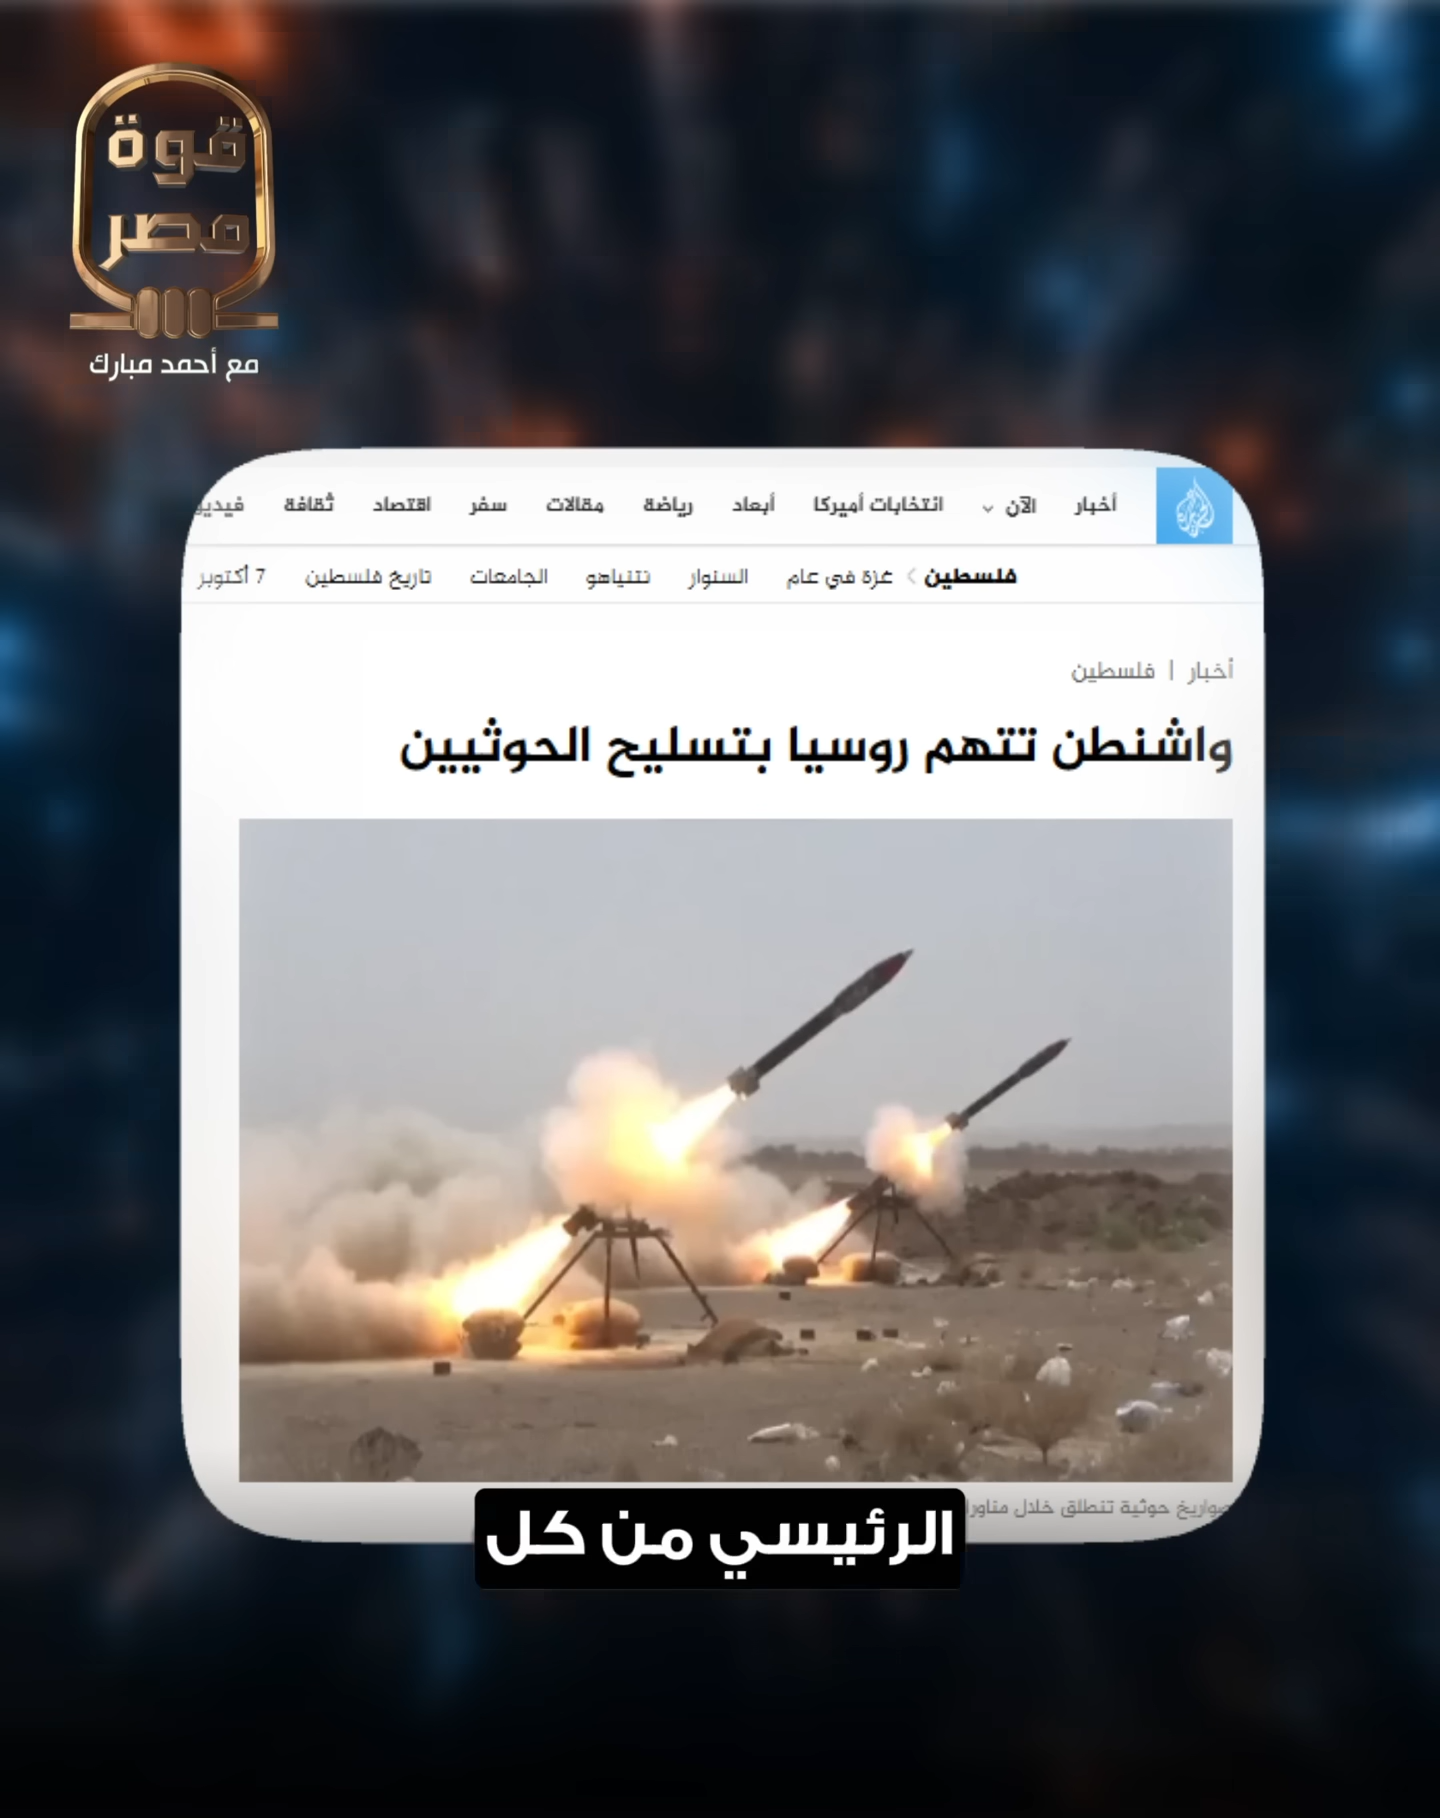 قوة
مصر
مع أحمد مبارك
أخبار الآن انتخابات أميركا أبعاد رياضة مقالات سفر اقتصاد ثقافة فيديو
فلسطين غزة في عام السنوار نتنياهو الجامعات تاريخ فلسطين 7 أكتوبر
أخبار | فلسطين
واشنطن تتهم روسيا بتسليح الحوثيين
صواريخ حوثية تنطلق خلال
الرئيسي من كل